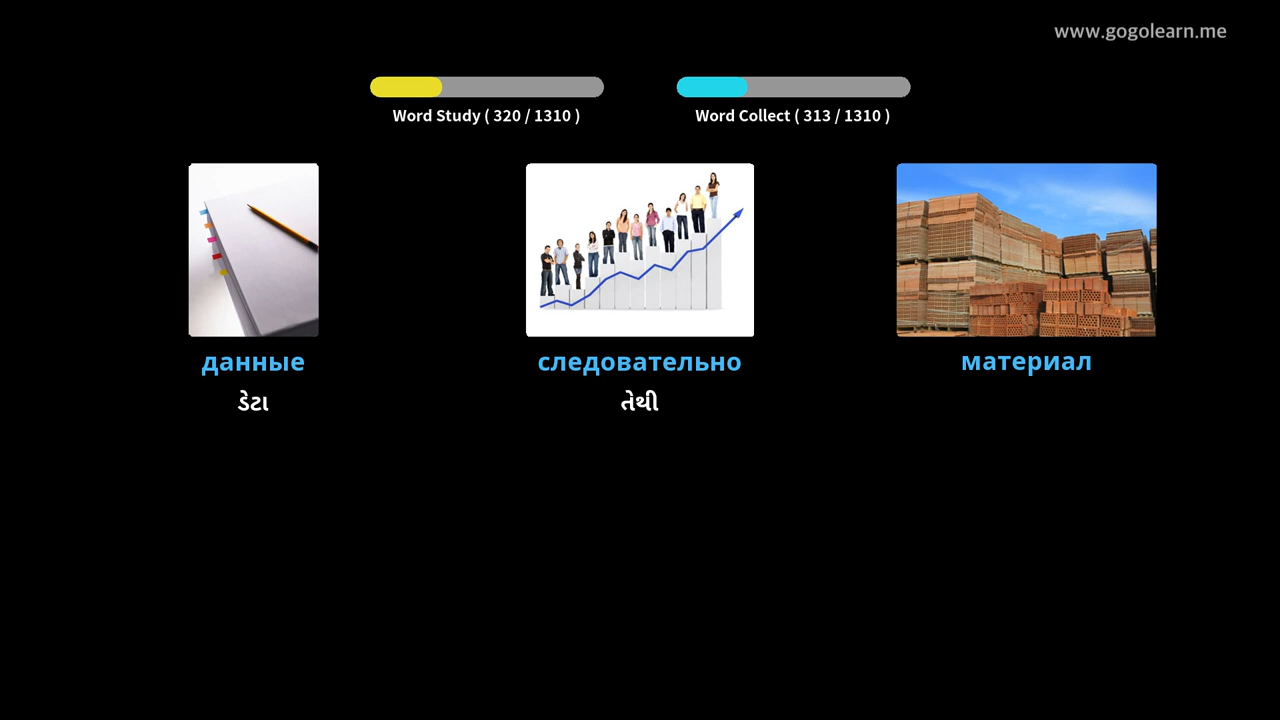 www.gogolearn.me
Word Study ( 320 / 1310 )
Word Collect ( 313 / 1310 )
данные
следовательно
материал
ડેટા
તેથી